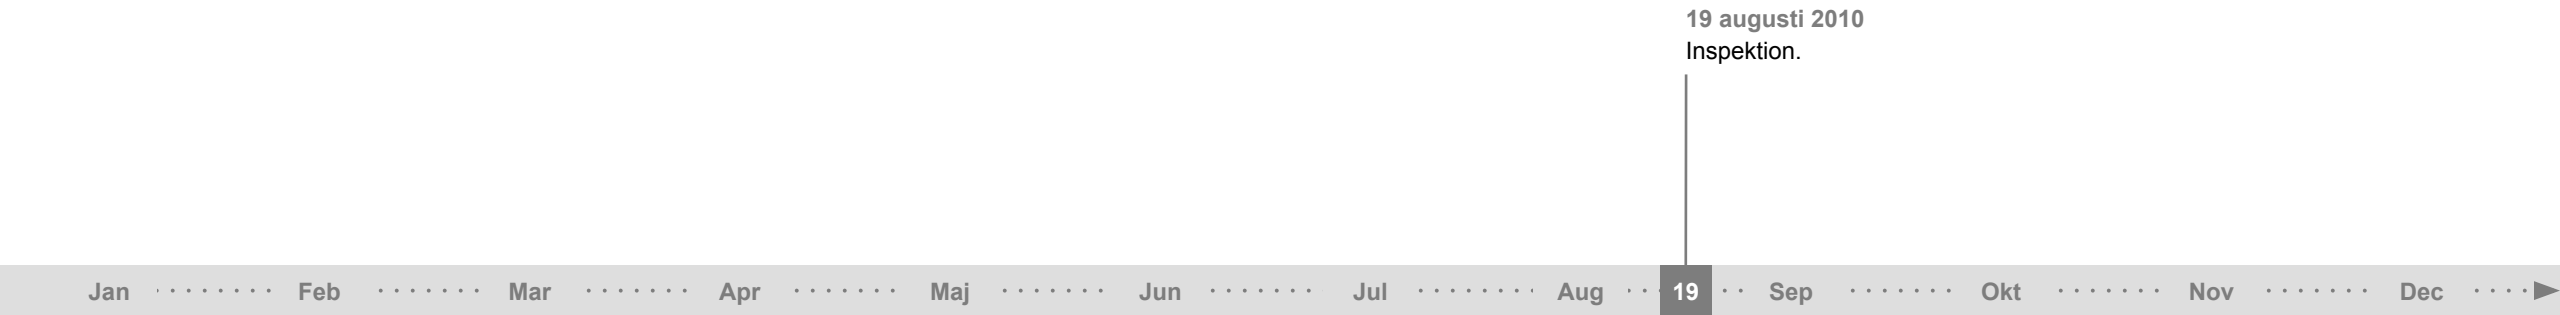 19 augusti 2010
Inspektion.
Jan Feb Mar Apr Maj Jun Jul Aug 19 Sep Okt Nov Dec